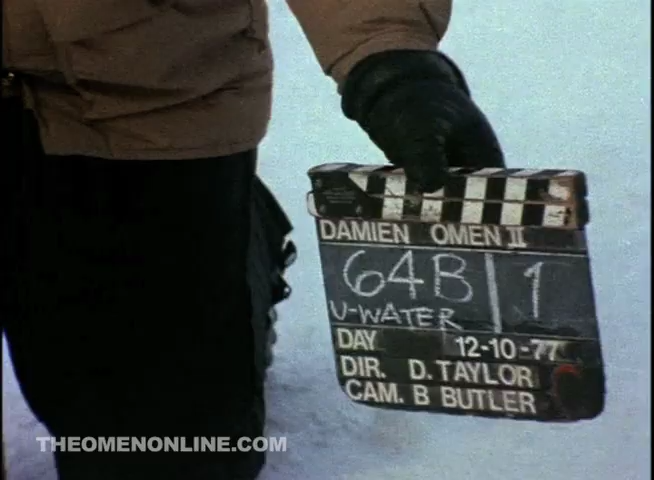 DAMIEN OMEN II
64B 1
U-WATER
DAY 12-10-77
DIR. D. TAYLOR
CAM. B BUTLER
THEOMENONLINE.COM